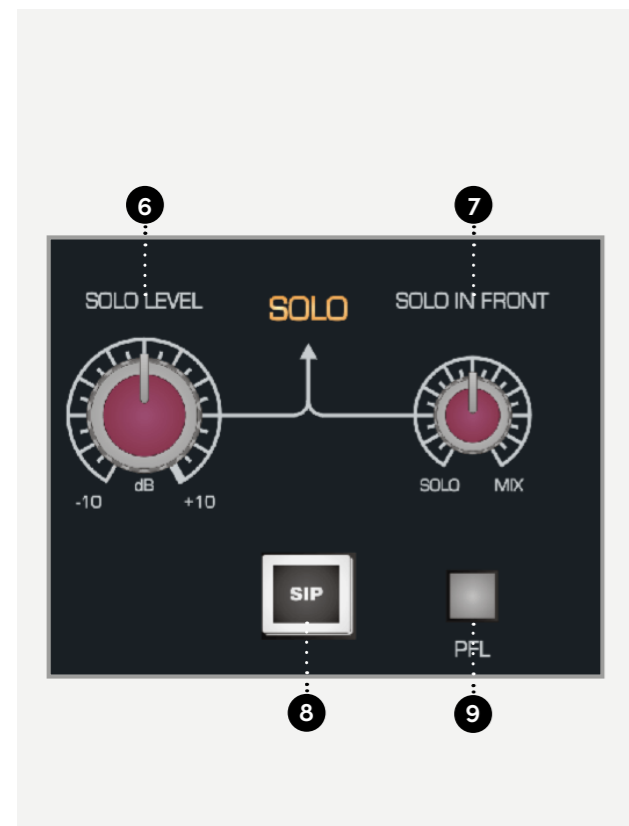 6 7
SOLO LEVEL SOLO SOLO IN FRONT
-10 dB +10 SOLO MIX
SIP
PFL
8 9